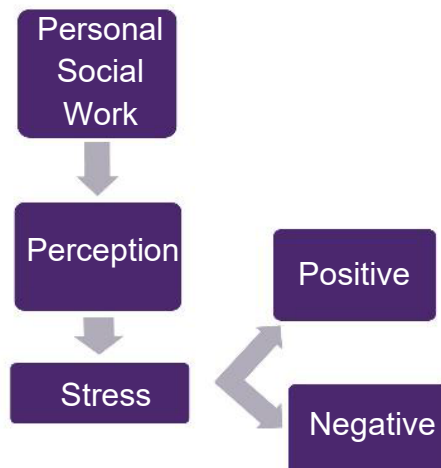 Personal
Social
Work
Perception
Positive
Stress
Negative